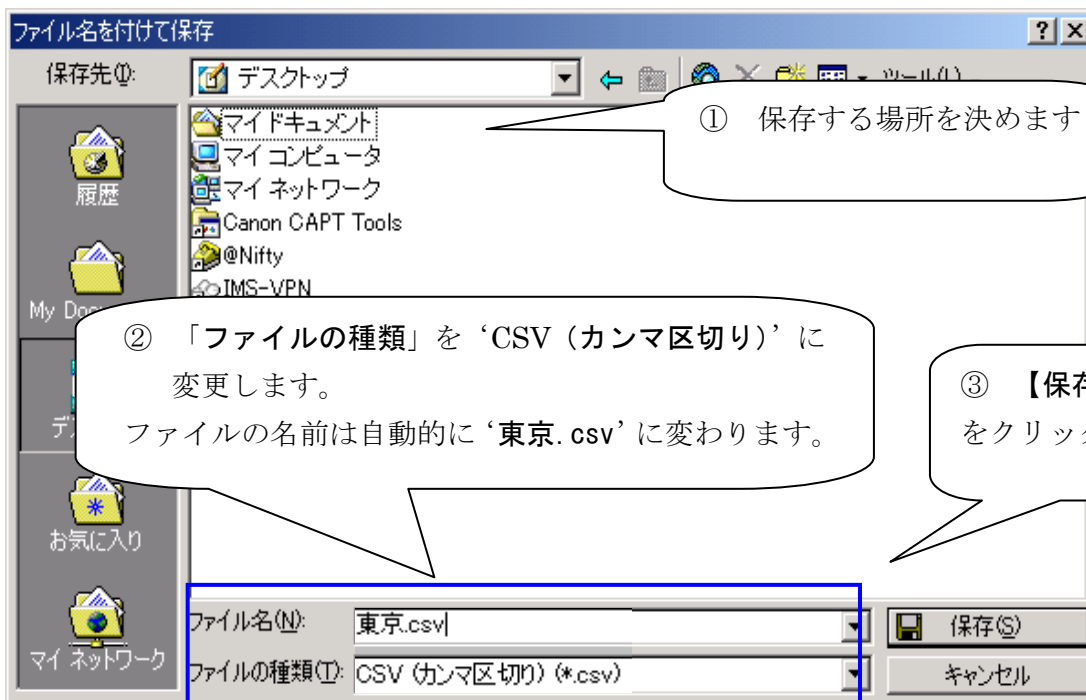 ファイル名を付けて保存
保存先(I):
デスクトップ
ツール(L)
① 保存する場所を決めます
マイ ドキュメント
マイ コンピュータ
マイ ネットワーク
Canon CAPT Tools
@Nifty
IMS-VPN
履歴
My Doc
② 「ファイルの種類」を‘CSV（カンマ区切り）’に
変更します。
ファイルの名前は自動的に‘東京.csv’に変わります。
③ 【保存
をクリック
デ
お気に入り
マイ ネットワーク
ファイル名(N):
東京.csv
保存(S)
ファイルの種類(T):
CSV (カンマ区切り) (*.csv)
キャンセル